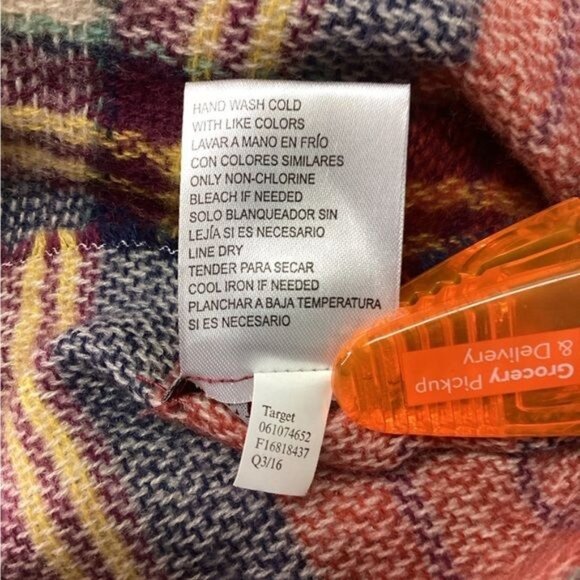 HAND WASH COLD
WITH LIKE COLORS
LAVAR A MANO EN FRÍO
CON COLORES SIMILARES
ONLY NON-CHLORINE
BLEACH IF NEEDED
SOLO BLANQUEADOR SIN
LEJÍA SI ES NECESARIO
LINE DRY
TENDER PARA SECAR
COOL IRON IF NEEDED
PLANCHAR A BAJA TEMPERATURA
SI ES NECESARIO
Target
061074652
F16818437
Q3/16
Grocery Pickup
& Delivery